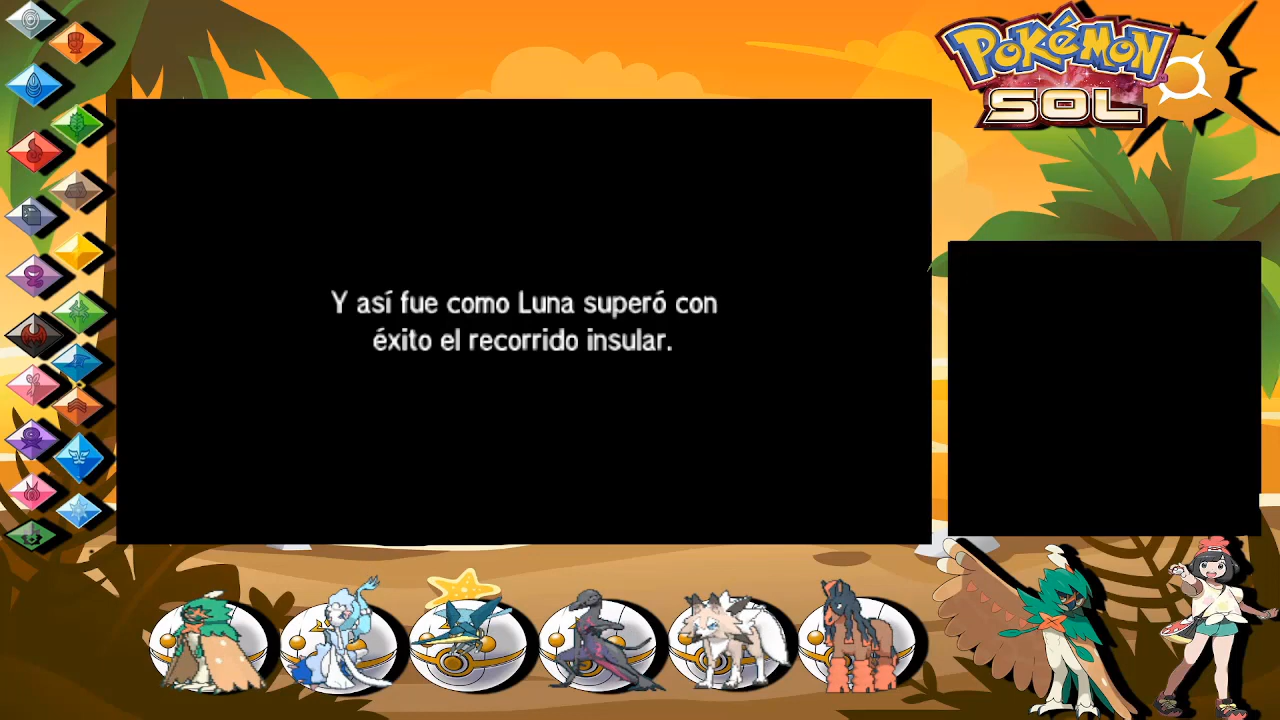 POKÉMON
SOL
Y así fue como Luna superó con
éxito el recorrido insular.